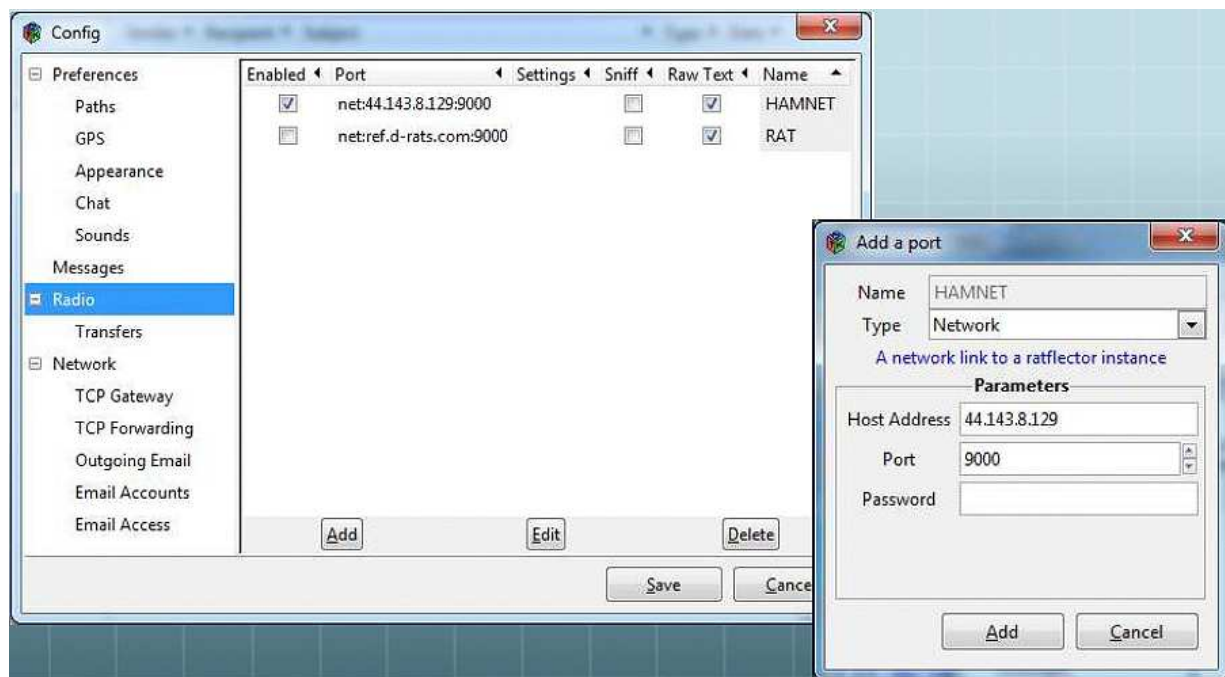 Config
Preferences
Paths
GPS
Appearance
Chat
Sounds
Messages
Radio
Transfers
Network
TCP Gateway
TCP Forwarding
Outgoing Email
Email Accounts
Email Access
Enabled Port Settings Sniff Raw Text Name
net:44.143.8.129:9000 HAMNET
net:ref.d-rats.com:9000 RAT
Add Edit Delete
Save Cance
Add a port
Name HAMNET
Type Network
A network link to a ratflector instance
Parameters
Host Address 44.143.8.129
Port 9000
Password
Add Cancel